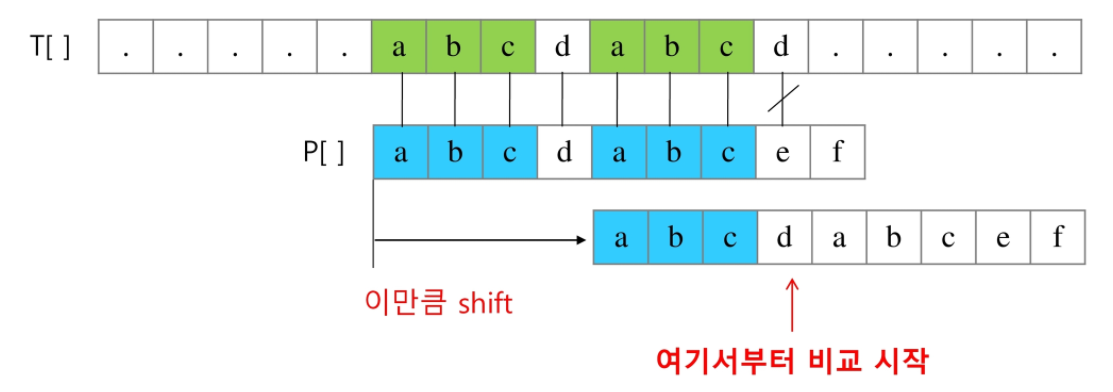 T[ ] . . . . . a b c d a b c d . . . . .
P[ ] a b c d a b c e f
a b c d a b c e f
이만큼 shift
여기서부터 비교 시작